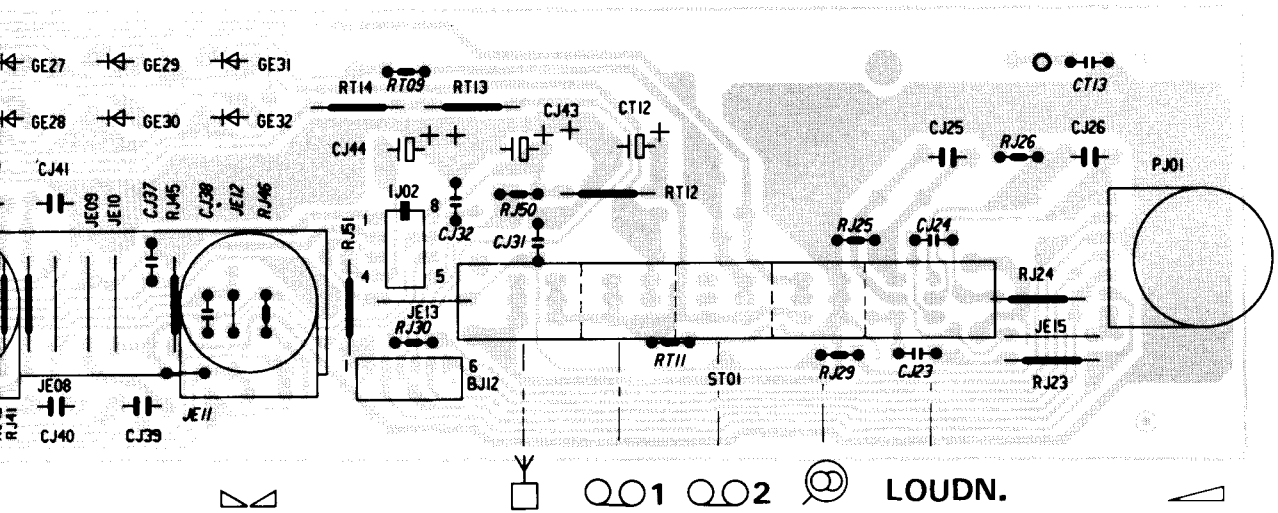 GE27 GE29 GE31 RT09 CT13
RT14 RT13
GE28 GE30 GE32 CJ43 CT12
CJ44 CJ25 RJ26 CJ26
CJ41 PJ01
JE09 JE10 CJ37 RJ45 CJ38 JE12 RJ46
RJ51 1 IJ02 8 RJ50 RT12
CJ32 CJ31 RJ25 CJ24
4 5 RJ24
JE13 JE15
RJ30
1 6 RT11 RJ29 CJ23
BJ12 ST01 RJ23
JE08
RJ41 CJ40 CJ39 JE11
1 2 LOUDN.